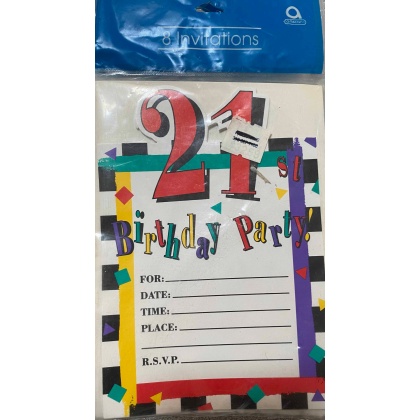 8 Invitations
21st
Birthday Party!
FOR:
DATE:
TIME:
PLACE:
R.S.V.P.